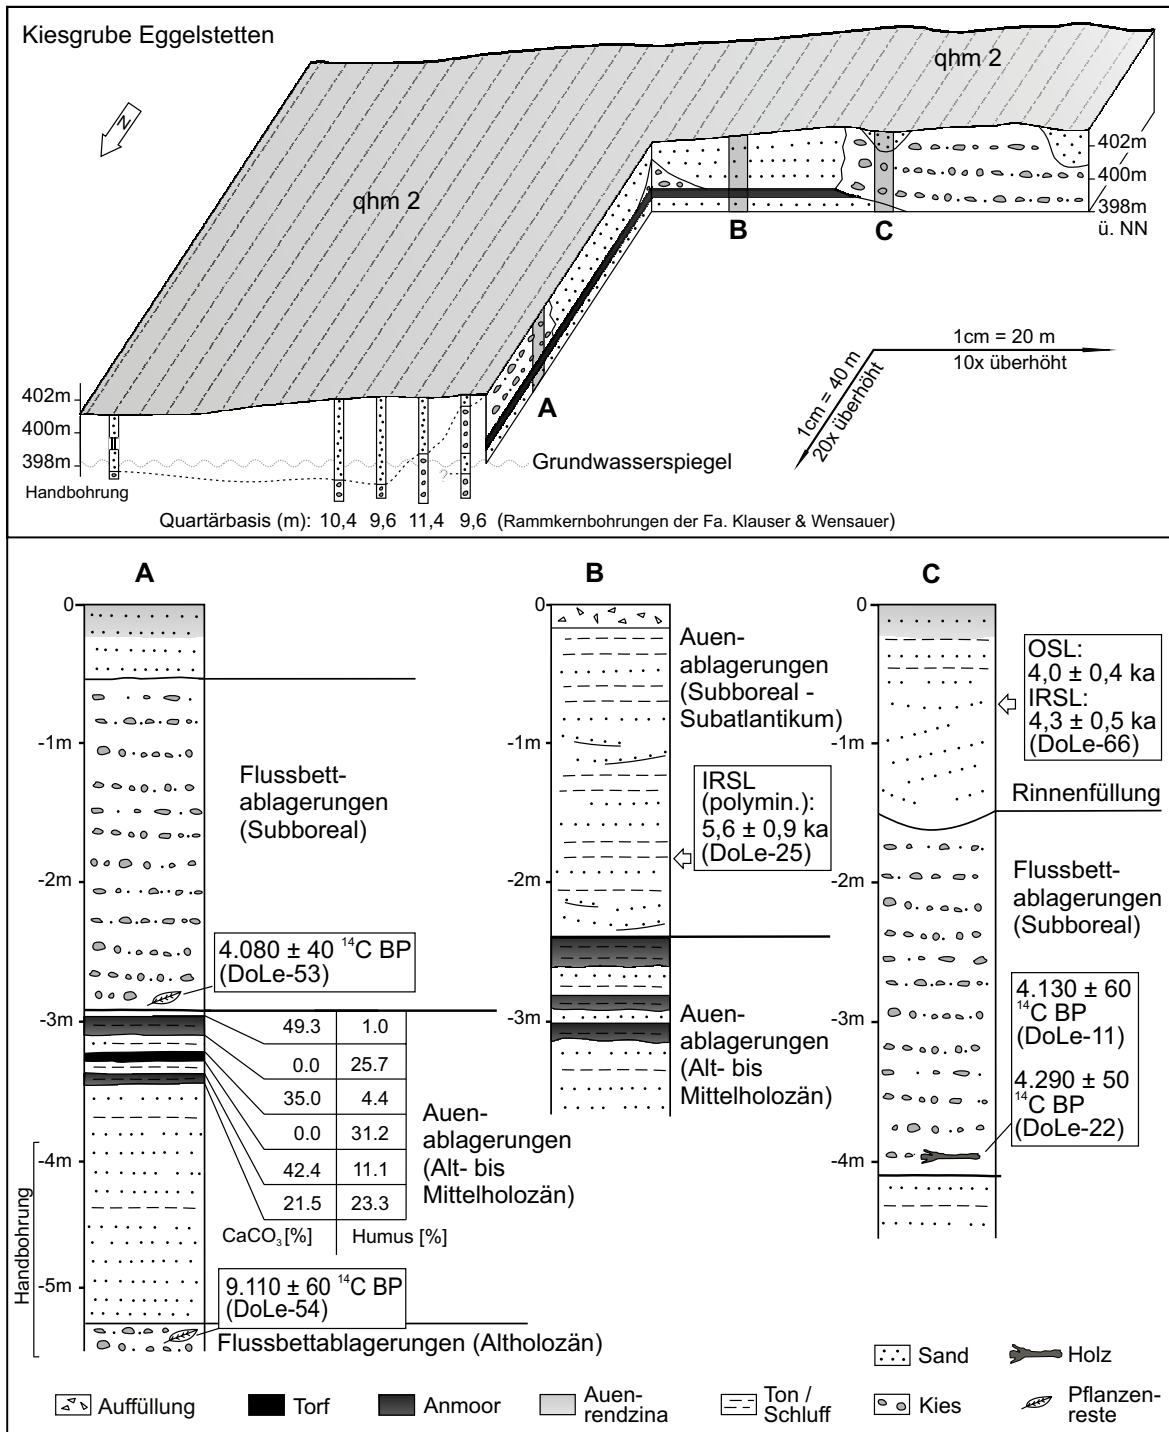 Kiesgrube Eggelstetten
qhm 2
N
qhm 2
402m
400m
398m
ü. NN
B
C
A
1cm = 20 m
10x überhöht
1cm = 40 m
20x überhöht
402m
400m
398m
Handbohrung
?
Grundwasserspiegel
Quartärbasis (m): 10,4 9,6 11,4 9,6 (Rammkernbohrungen der Fa. Klauser & Wensauer)
A
0
-1m
-2m
-3m
-4m
-5m
Handbohrung
Flussbett-
ablagerungen
(Subboreal)
4.080 ± 40 ¹⁴C BP
(DoLe-53)
49.3 1.0
0.0 25.7
35.0 4.4
0.0 31.2
42.4 11.1
21.5 23.3
CaCO₃ [%] Humus [%]
Auen-
ablagerungen
(Alt- bis
Mittelholozän)
9.110 ± 60 ¹⁴C BP
(DoLe-54)
Flussbettablagerungen (Altholozän)
B
0
-1m
-2m
-3m
Auen-
ablagerungen
(Subboreal -
Subatlantikum)
IRSL
(polymin.):
5,6 ± 0,9 ka
(DoLe-25)
Auen-
ablagerungen
(Alt- bis
Mittelholozän)
C
0
-1m
-2m
-3m
-4m
OSL:
4,0 ± 0,4 ka
IRSL:
4,3 ± 0,5 ka
(DoLe-66)
Rinnenfüllung
Flussbett-
ablagerungen
(Subboreal)
4.130 ± 60
¹⁴C BP
(DoLe-11)
4.290 ± 50
¹⁴C BP
(DoLe-22)
Sand
Holz
Auffüllung
Torf
Anmoor
Auen-
rendzina
Ton /
Schluff
Kies
Pflanzen-
reste